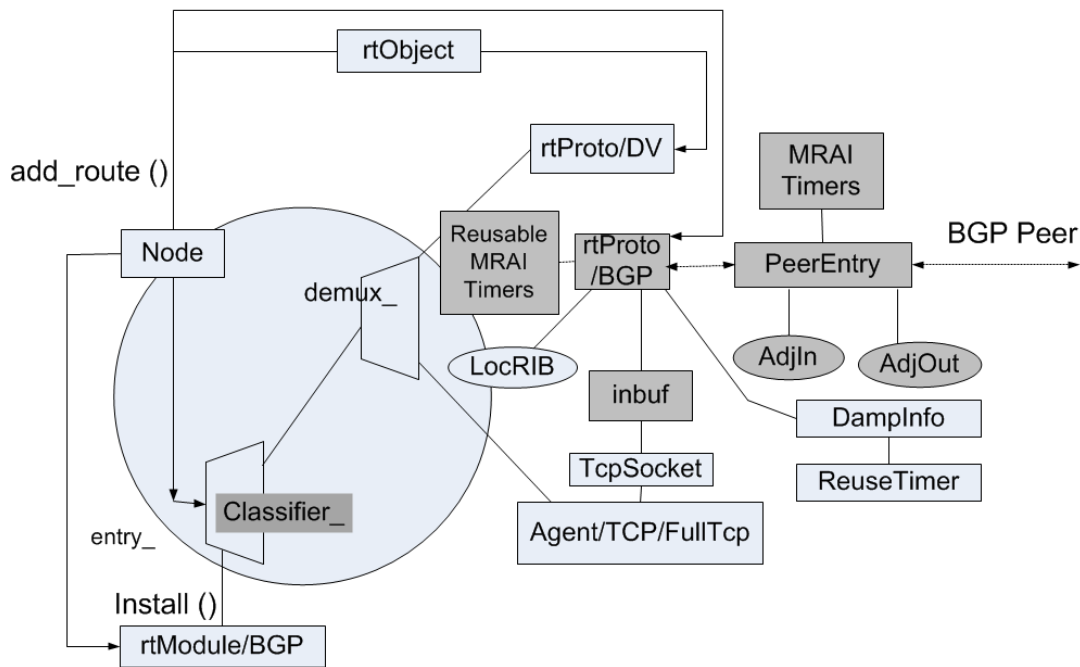 rtObject
rtProto/DV
add_route ()
MRAI
Timers
Node
Reusable
MRAI
Timers
rtProto
/BGP
PeerEntry
BGP Peer
demux_
LocRIB
AdjIn
AdjOut
inbuf
DampInfo
TcpSocket
ReuseTimer
Classifier_
Agent/TCP/FullTcp
entry_
Install ()
rtModule/BGP